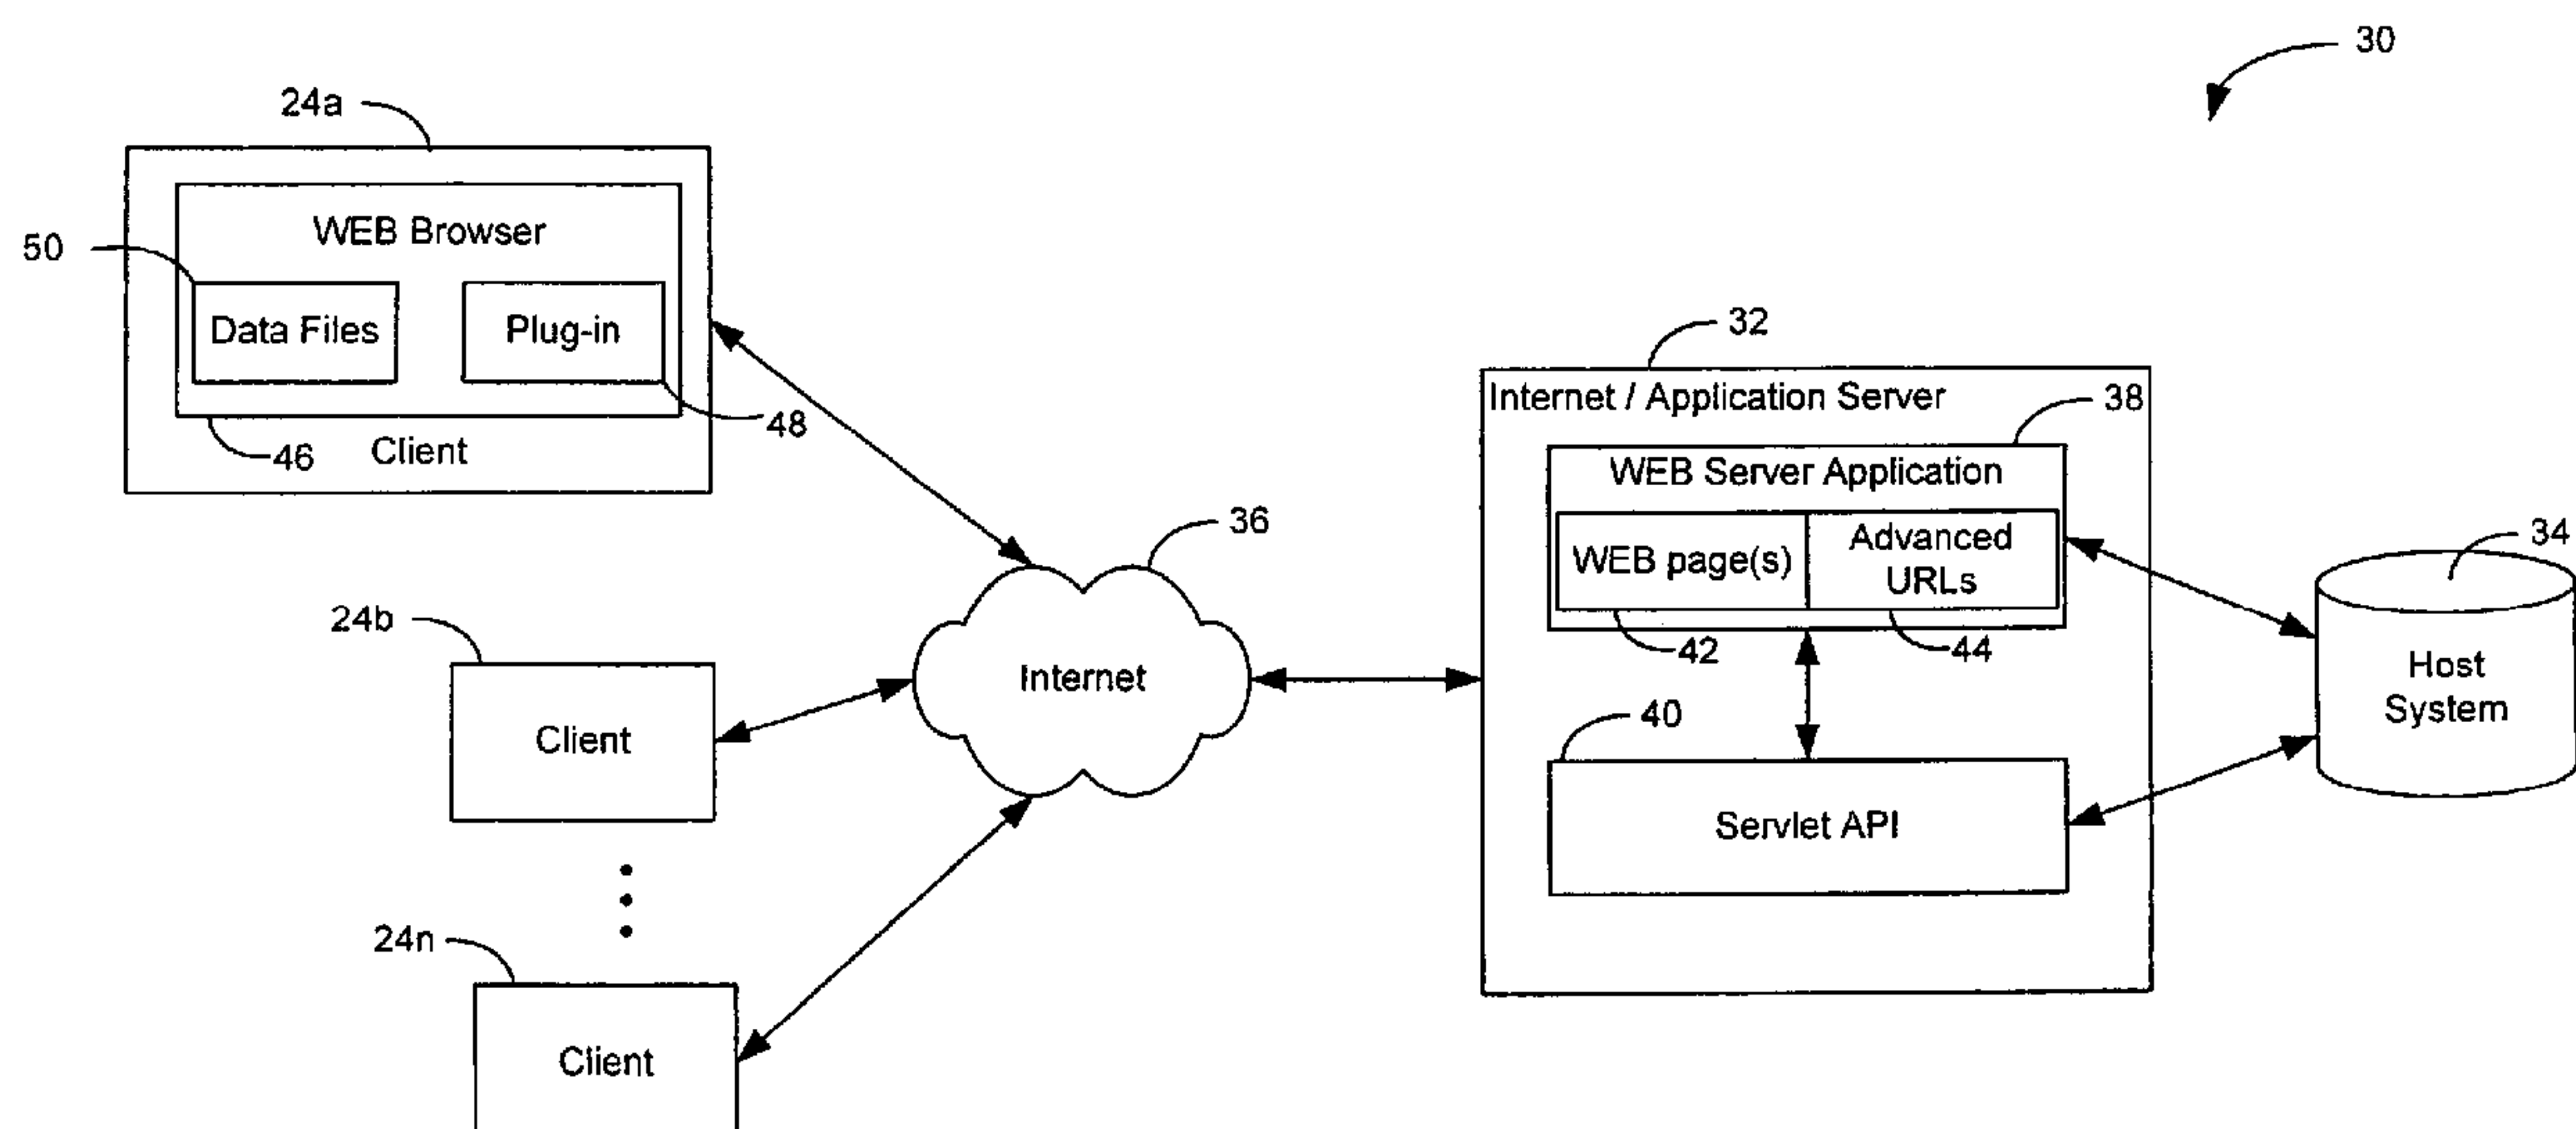 30
24a
WEB Browser
50
Data Files
Plug-in
48
46
Client
32
Internet / Application Server
38
WEB Server Application
WEB page(s)
Advanced
URLs
42
44
36
Internet
34
Host
System
24b
Client
40
Servlet API
24n
Client